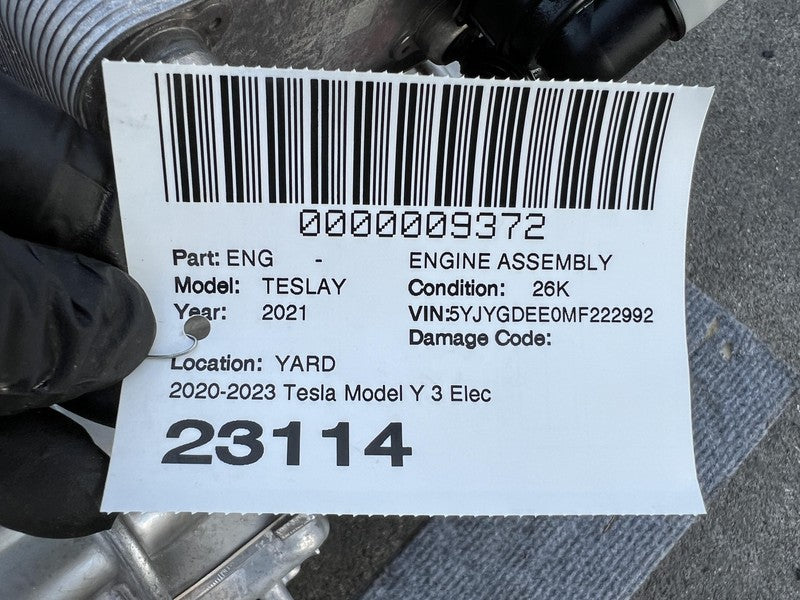 0000009372
Part: ENG - ENGINE ASSEMBLY
Model: TESLAY Condition: 26K
Year: 2021 VIN:5YJYGDEE0MF222992
Damage Code:
Location: YARD
2020-2023 Tesla Model Y 3 Elec
23114